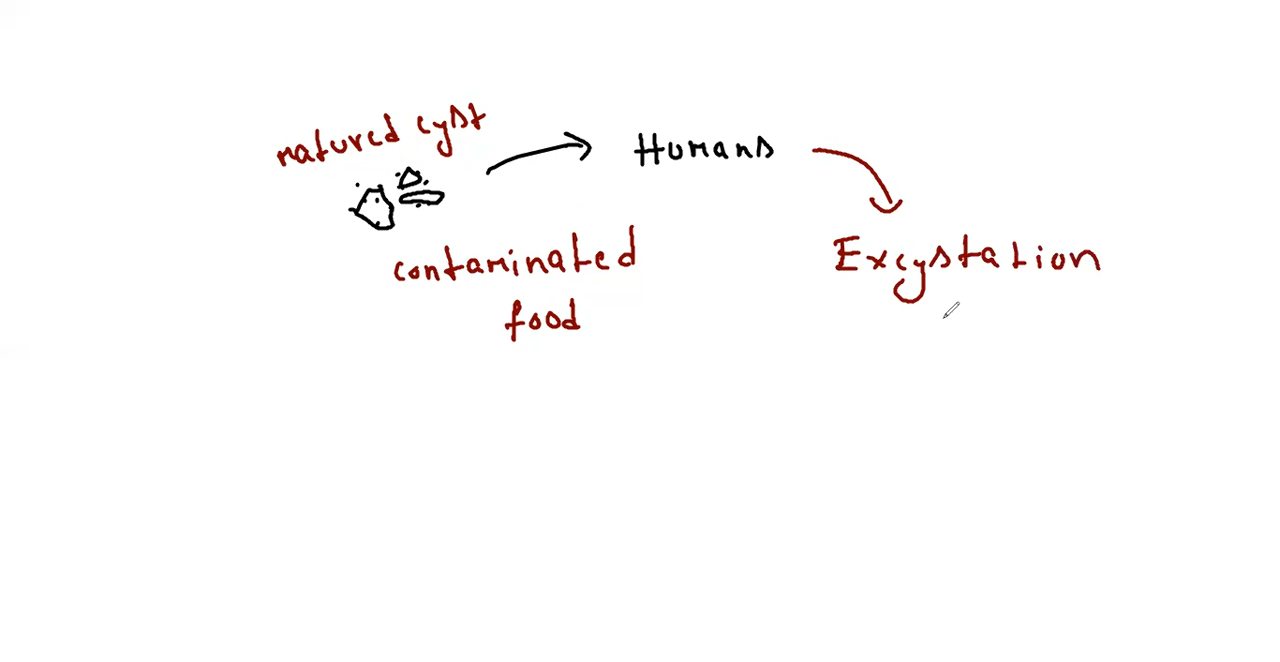 matured cyst
Humans
contaminated
food
Excystation